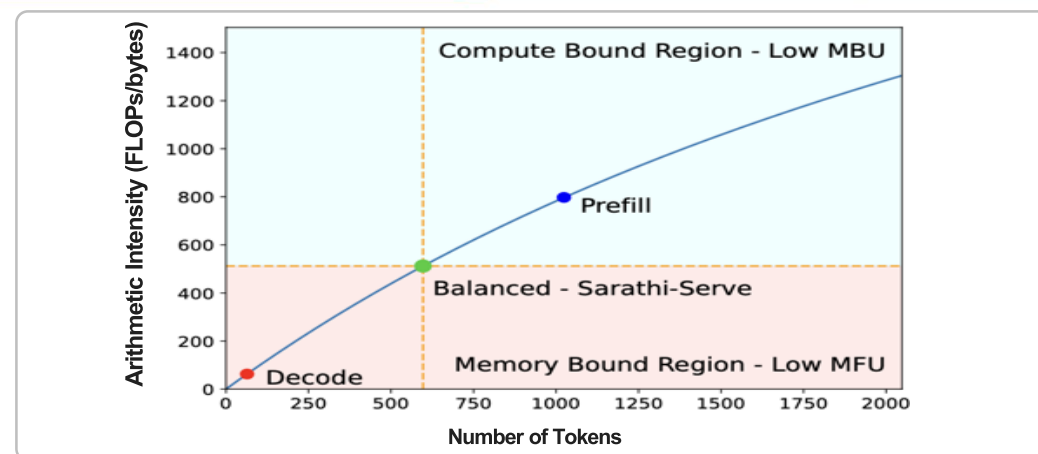 Arithmetic Intensity (FLOPs/bytes)
1400
1200
1000
800
600
400
200
0
Compute Bound Region - Low MBU
Prefill
Balanced - Sarathi-Serve
Memory Bound Region - Low MFU
Decode
0 250 500 750 1000 1250 1500 1750 2000
Number of Tokens